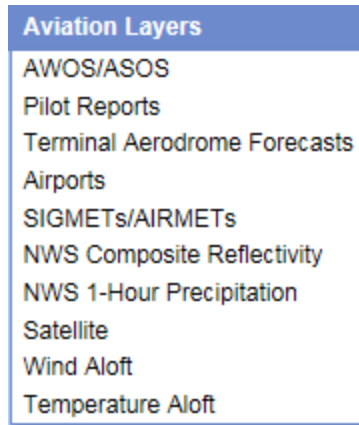 Aviation Layers
AWOS/ASOS
Pilot Reports
Terminal Aerodrome Forecasts
Airports
SIGMETs/AIRMETs
NWS Composite Reflectivity
NWS 1-Hour Precipitation
Satellite
Wind Aloft
Temperature Aloft